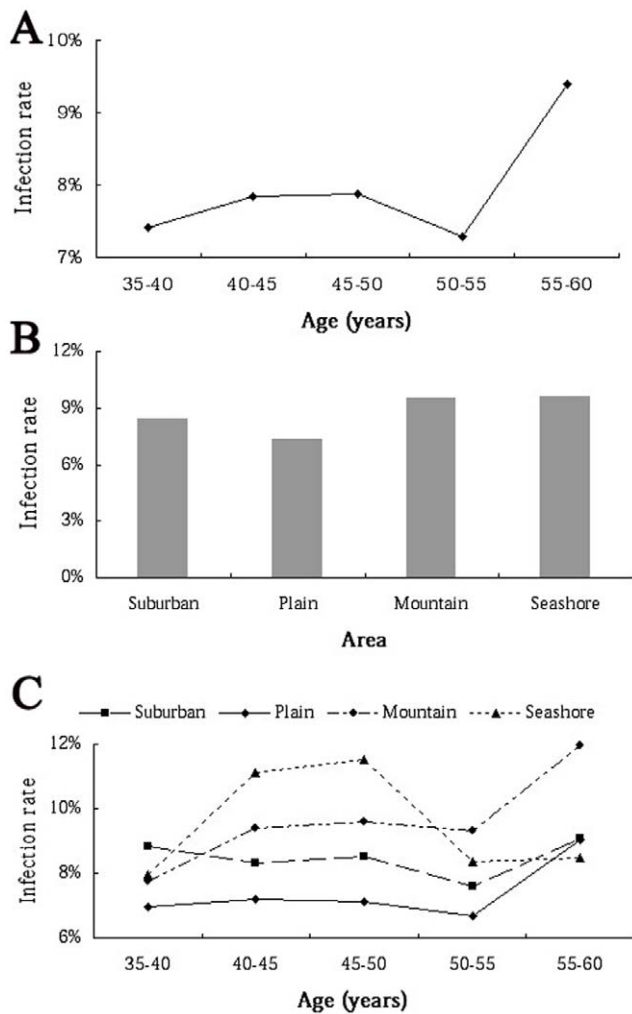 A
10%
9%
8%
7%
Infection rate
35-40 40-45 45-50 50-55 55-60
Age (years)
B
12%
9%
6%
3%
0%
Infection rate
Suburban Plain Mountain Seashore
Area
C
Suburban Plain Mountain Seashore
12%
10%
8%
6%
Infection rate
35-40 40-45 45-50 50-55 55-60
Age (years)